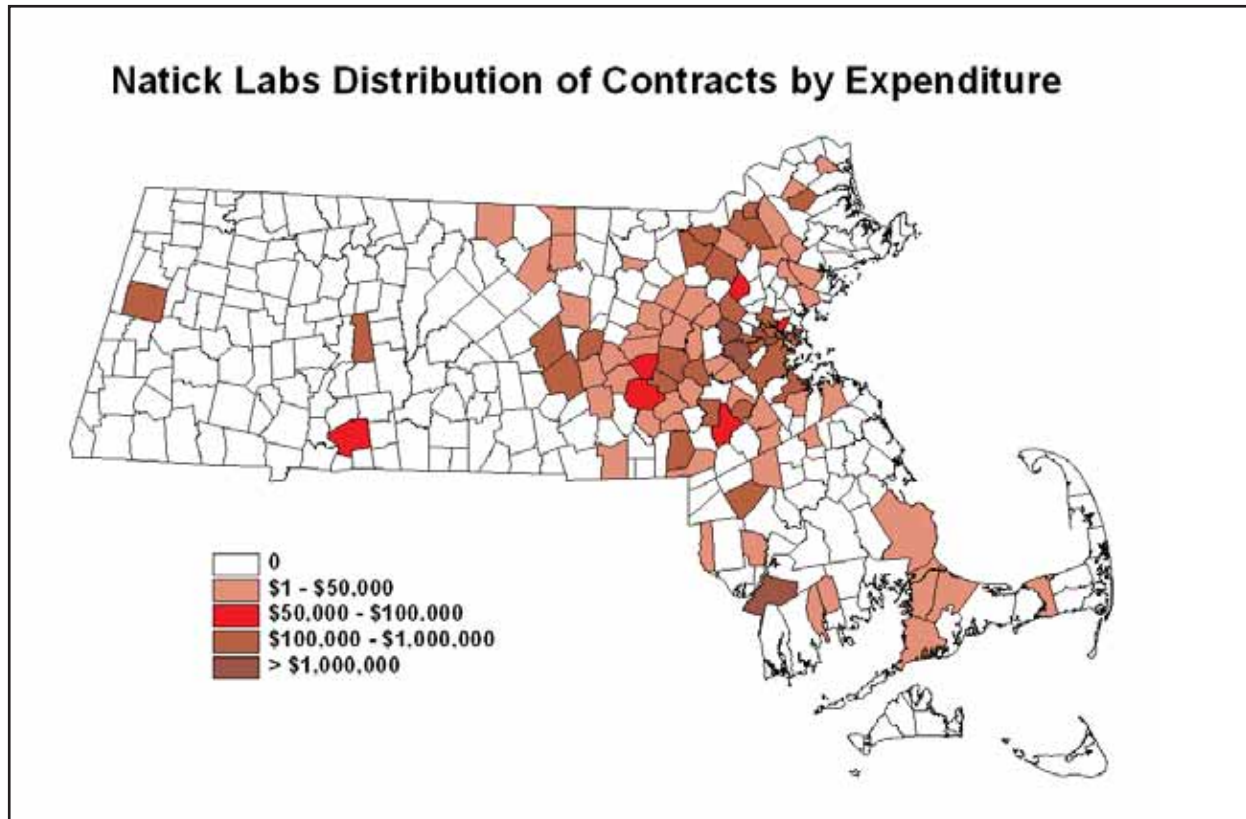 Natick Labs Distribution of Contracts by Expenditure
0
$1 - $50,000
$50,000 - $100,000
$100,000 - $1,000,000
> $1,000,000